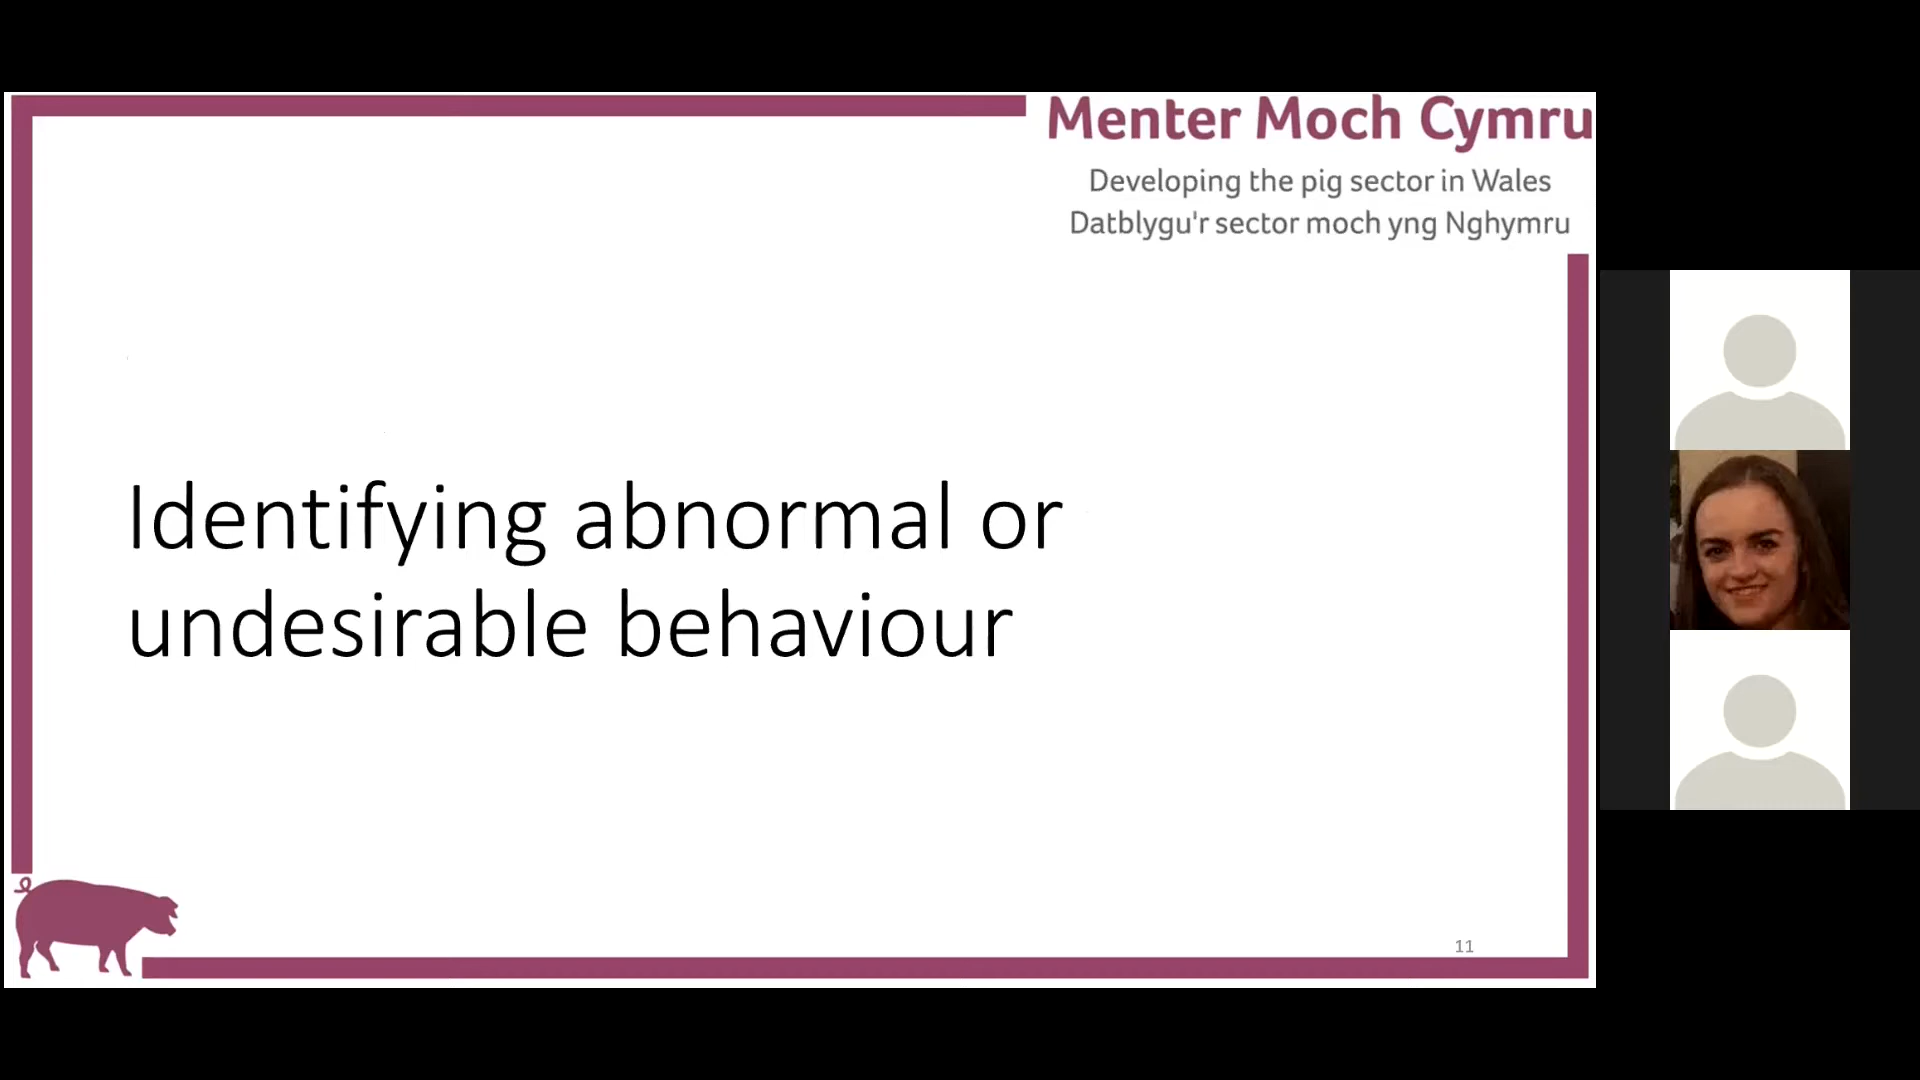 Menter Moch Cymru
Developing the pig sector in Wales
Datblygu'r sector moch yng Nghymru
Identifying abnormal or
undesirable behaviour
11